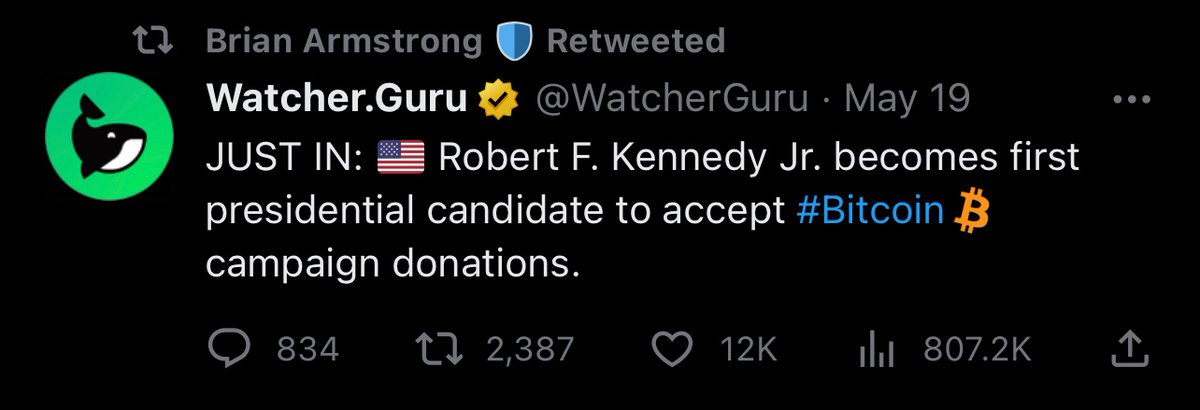 Brian Armstrong 🛡️ Retweeted
Watcher.Guru @WatcherGuru · May 19
JUST IN: 🇺🇸 Robert F. Kennedy Jr. becomes first
presidential candidate to accept #Bitcoin
campaign donations.
834 2,387 12K 807.2K